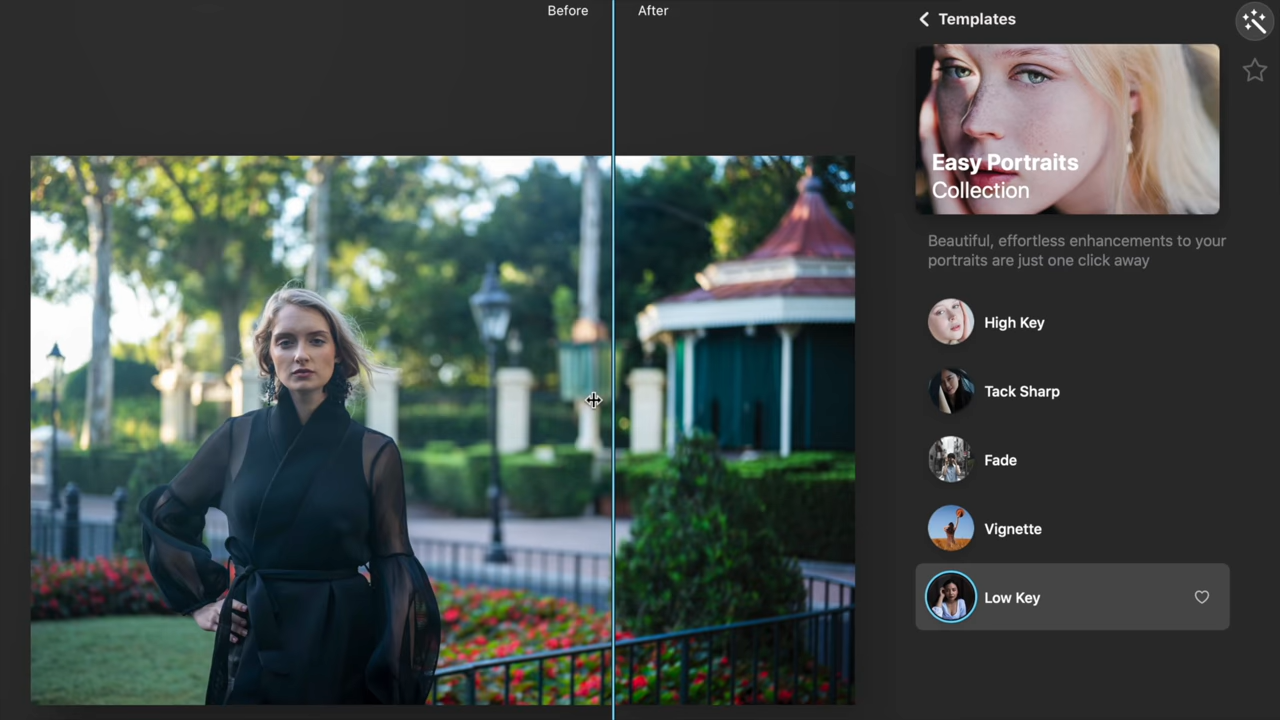 Before
After
Templates
Easy Portraits
Collection
Beautiful, effortless enhancements to your
portraits are just one click away
High Key
Tack Sharp
Fade
Vignette
Low Key